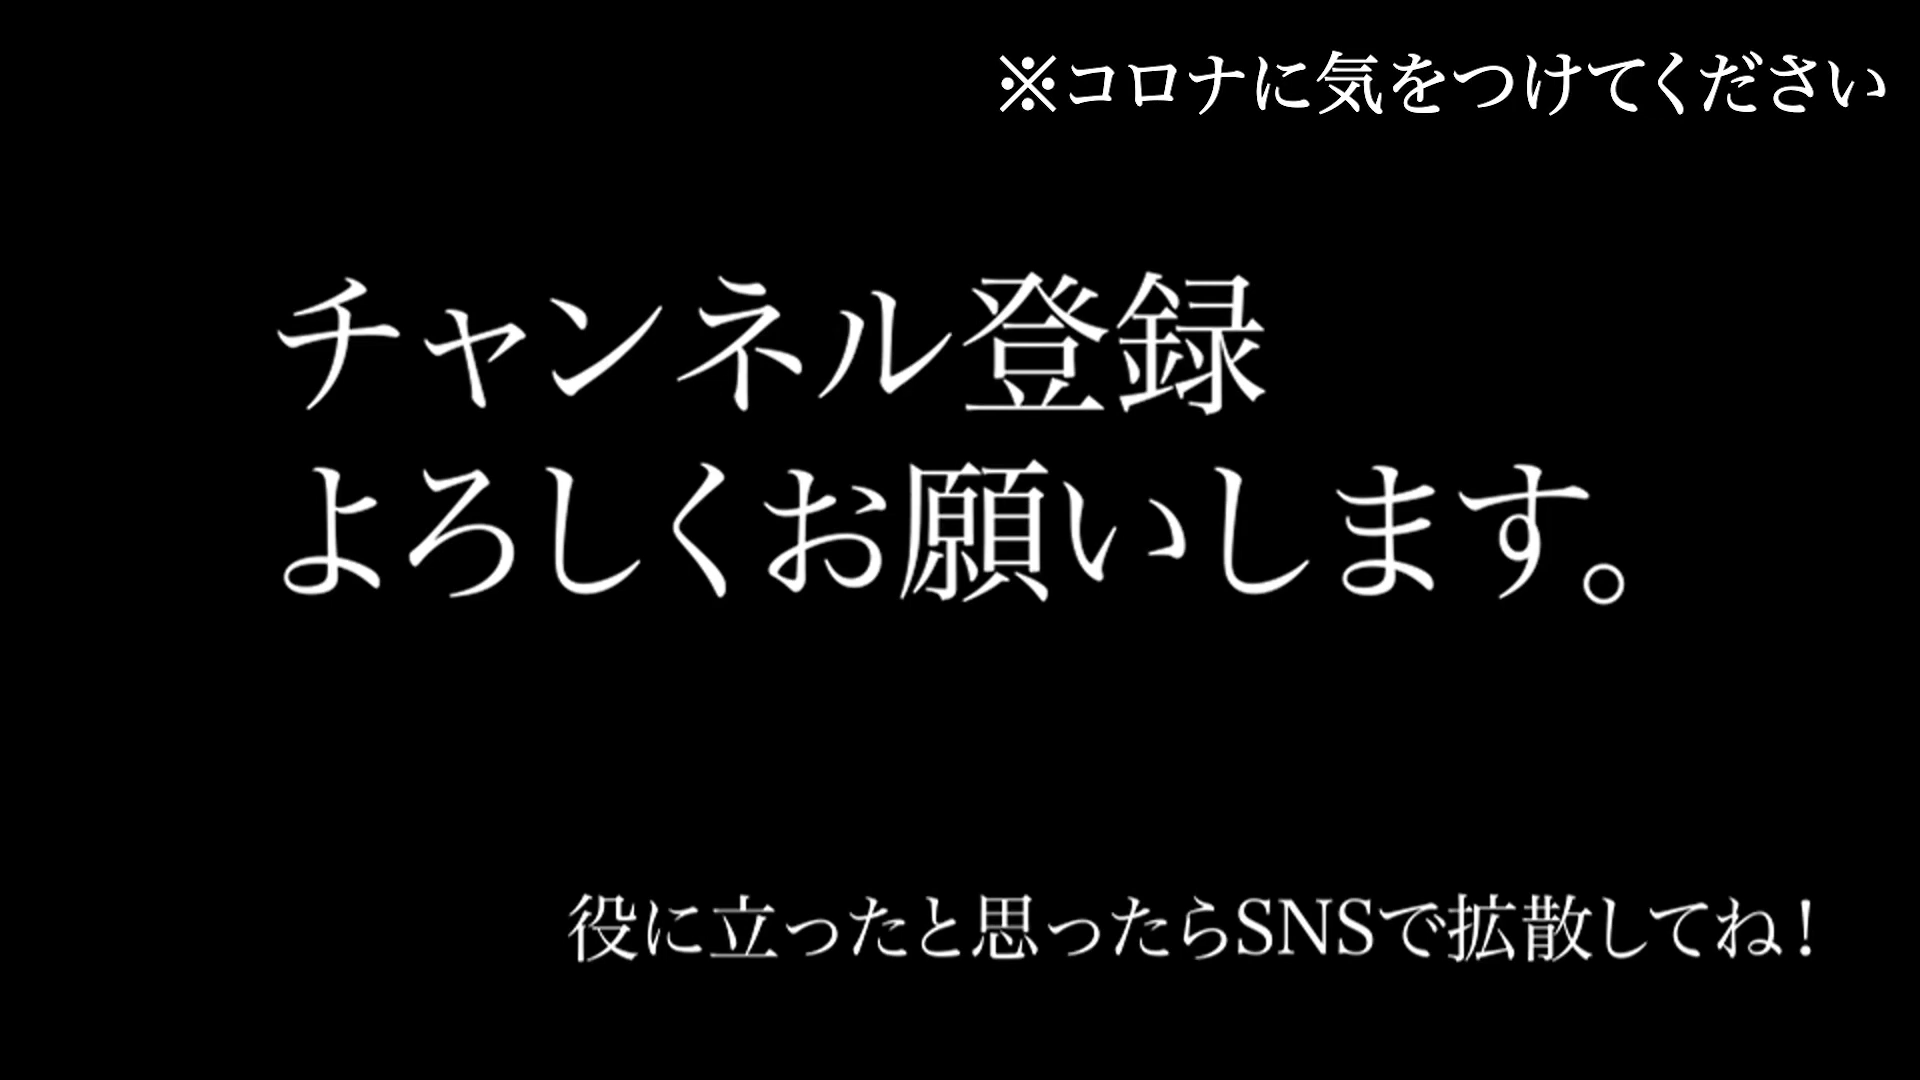 ※コロナに気をつけてください
チャンネル登録
よろしくお願いします。
役に立ったと思ったらSNSで拡散してね！